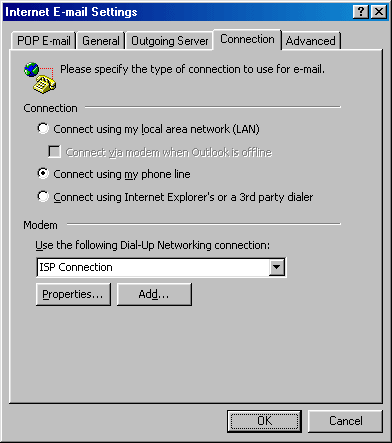 Internet E-mail Settings
POP E-mail General Outgoing Server Connection Advanced
Please specify the type of connection to use for e-mail.
Connection
Connect using my local area network (LAN)
Connect via modem when Outlook is offline
Connect using my phone line
Connect using Internet Explorer's or a 3rd party dialer
Modem
Use the following Dial-Up Networking connection:
ISP Connection
Properties... Add...
OK Cancel